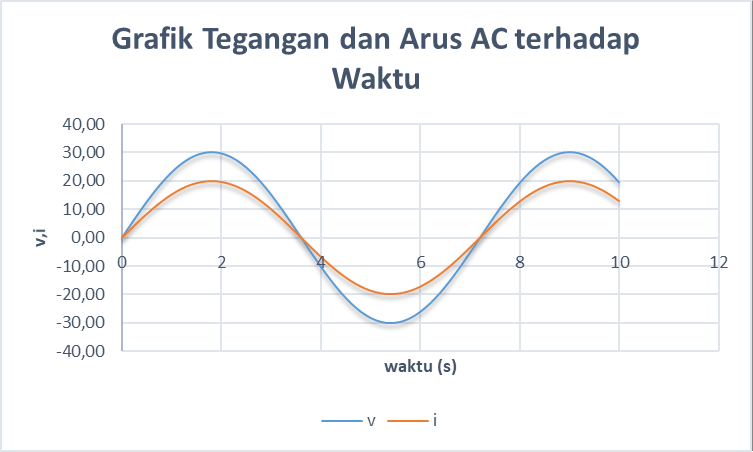 Grafik Tegangan dan Arus AC terhadap
Waktu
40,00
30,00
20,00
10,00
0,00
-10,00
-20,00
-30,00
-40,00
0 2 4 6 8 10 12
v,i
waktu (s)
v i